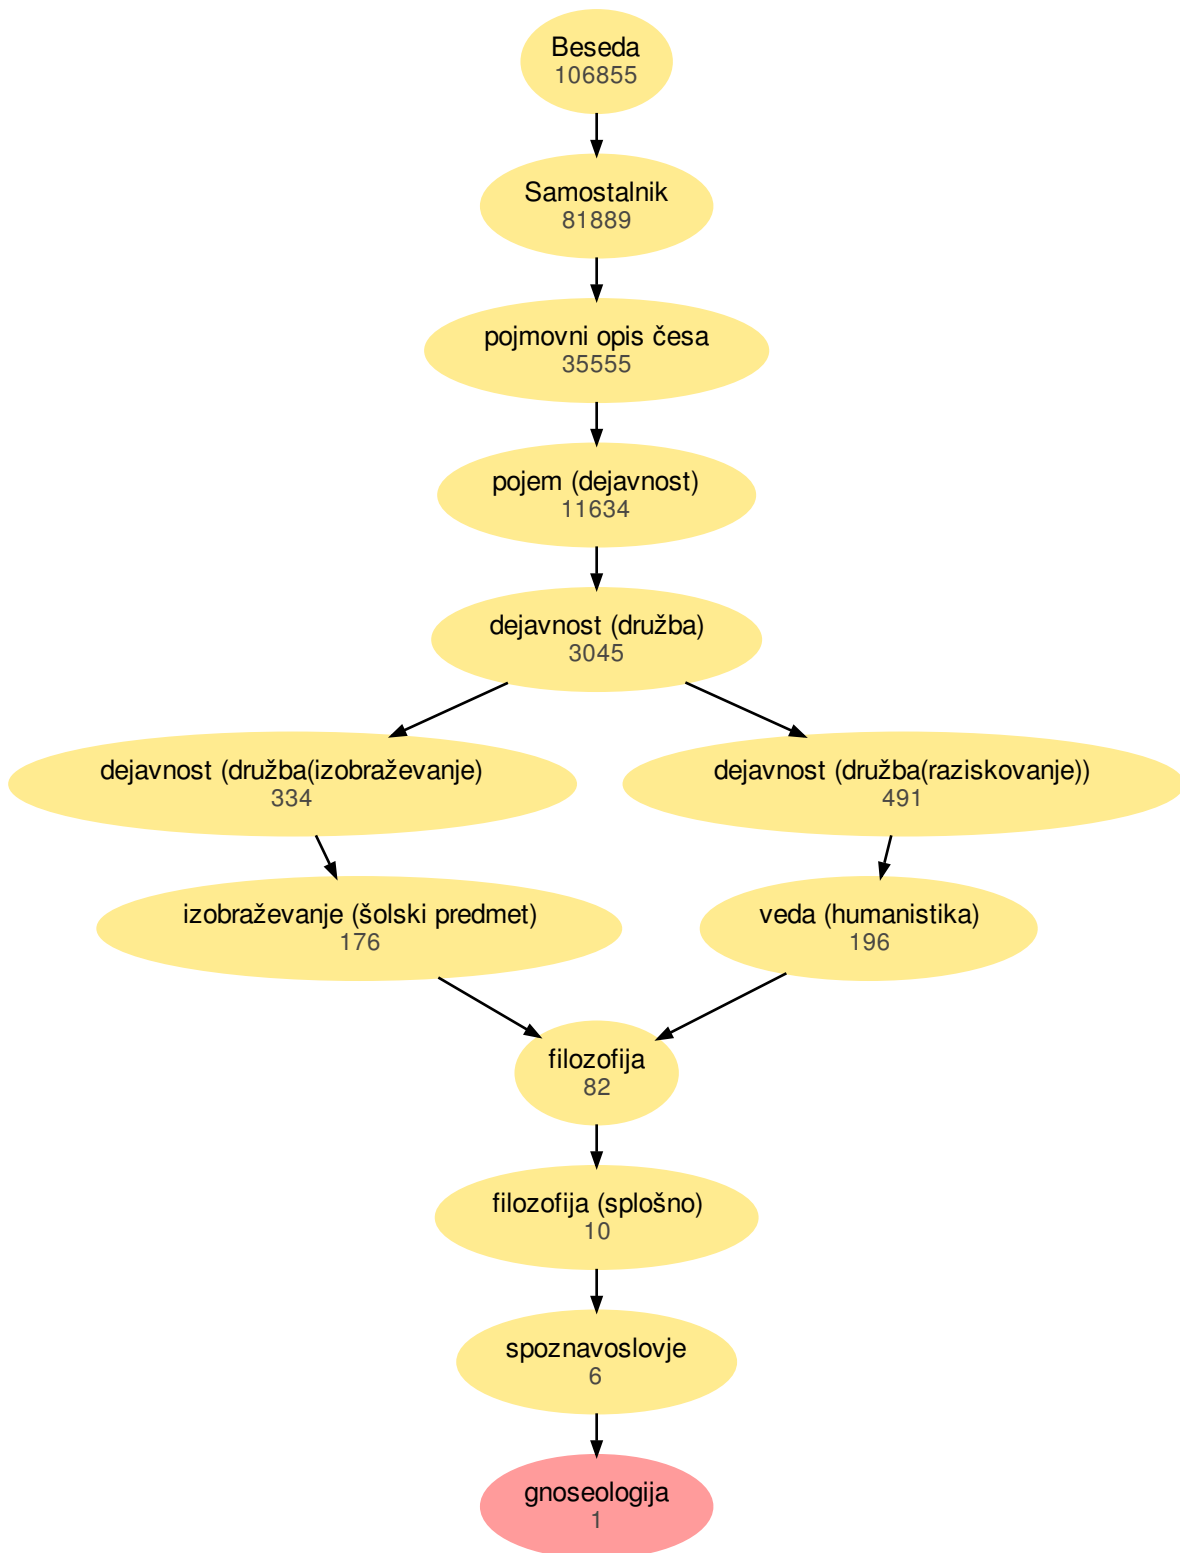 Beseda
106855
Samostalnik
81889
pojmovni opis česa
35555
pojem (dejavnost)
11634
dejavnost (družba)
3045
dejavnost (družba(izobraževanje)
334
dejavnost (družba(raziskovanje))
491
izobraževanje (šolski predmet)
176
veda (humanistika)
196
filozofija
82
filozofija (splošno)
10
spoznavoslovje
6
gnoseologija
1